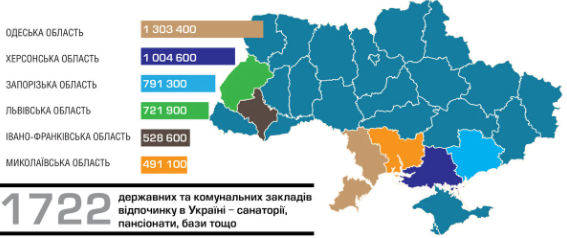 ОДЕСЬКА ОБЛАСТЬ 1 303 400
ХЕРСОНСЬКА ОБЛАСТЬ 1 004 600
ЗАПОРІЗЬКА ОБЛАСТЬ 791 300
ЛЬВІВСЬКА ОБЛАСТЬ 721 900
ІВАНО-ФРАНКІВСЬКА ОБЛАСТЬ 528 600
МИКОЛАЇВСЬКА ОБЛАСТЬ 491 100
1722
державних та комунальних закладів
відпочинку в Україні – санаторії,
пансіонати, бази тощо